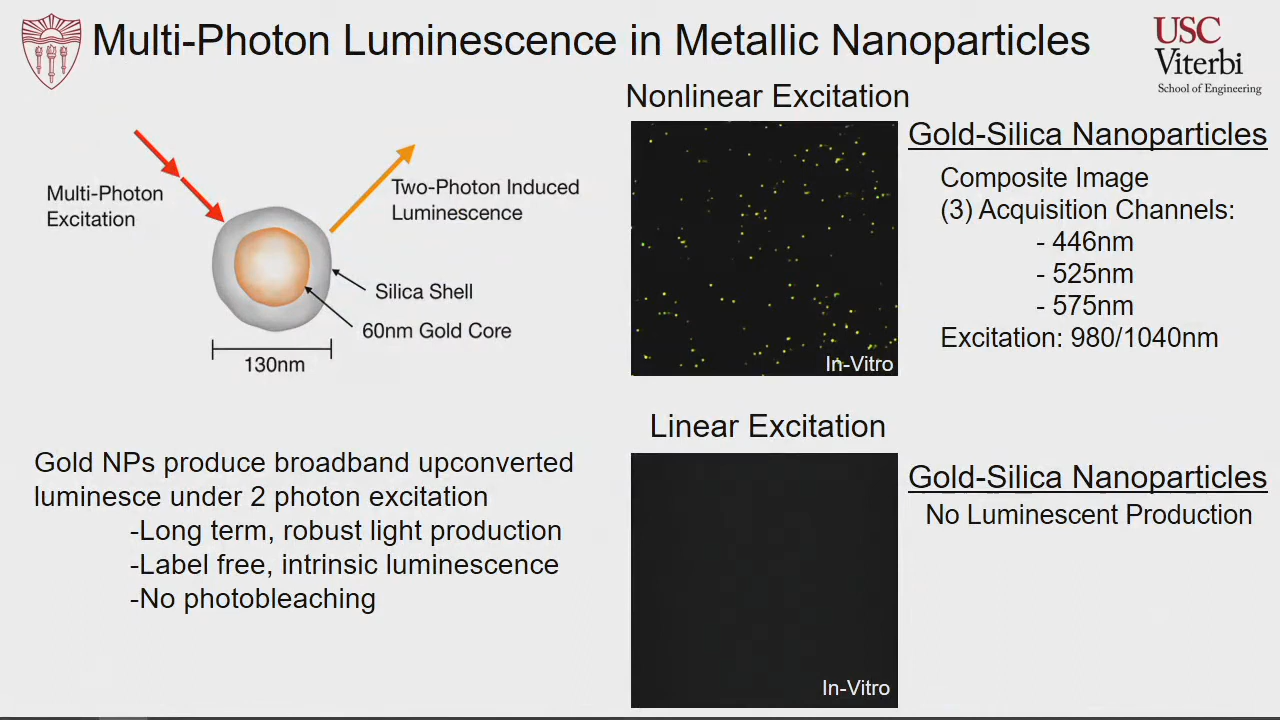 Multi-Photon Luminescence in Metallic Nanoparticles
USC
Viterbi
School of Engineering
Multi-Photon
Excitation
Two-Photon Induced
Luminescence
Silica Shell
60nm Gold Core
130nm
Nonlinear Excitation
In-Vitro
Gold-Silica Nanoparticles
Composite Image
(3) Acquisition Channels:
- 446nm
- 525nm
- 575nm
Excitation: 980/1040nm
Gold NPs produce broadband upconverted
luminesce under 2 photon excitation
-Long term, robust light production
-Label free, intrinsic luminescence
-No photobleaching
Linear Excitation
In-Vitro
Gold-Silica Nanoparticles
No Luminescent Production